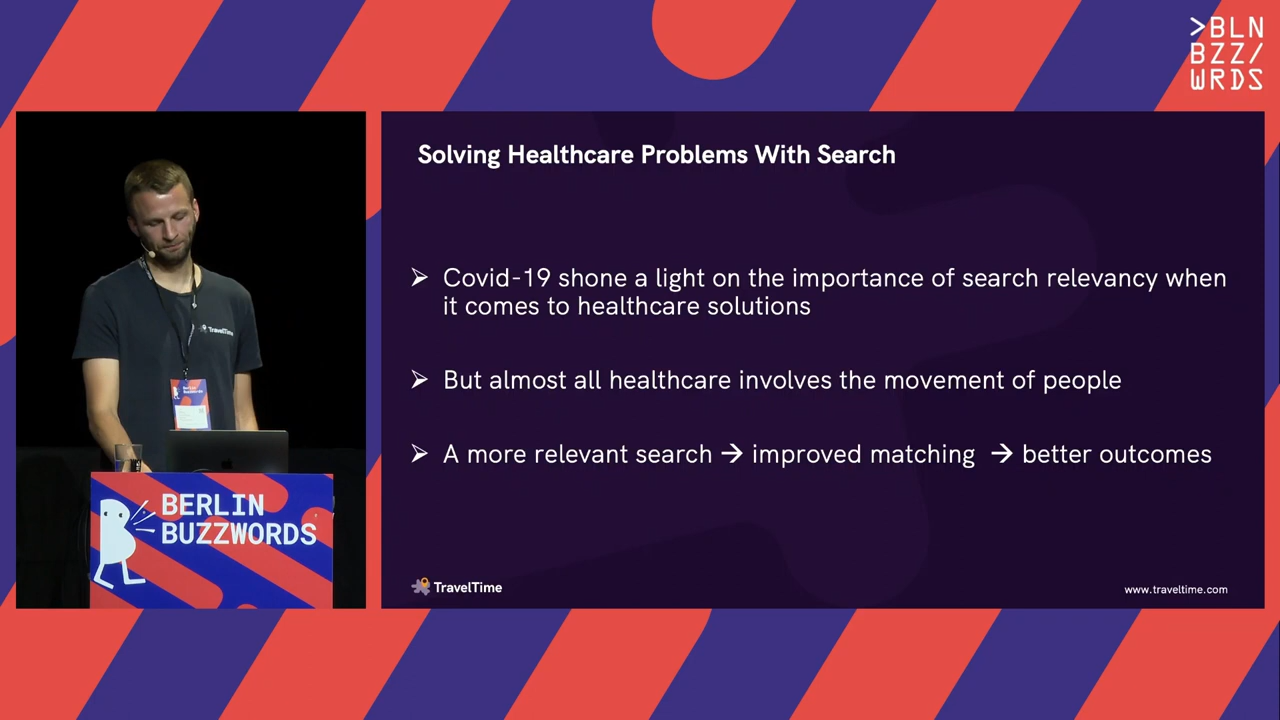 >BLN
BZZ/
WRDS
Solving Healthcare Problems With Search
➢ Covid-19 shone a light on the importance of search relevancy when
it comes to healthcare solutions
➢ But almost all healthcare involves the movement of people
➢ A more relevant search → improved matching → better outcomes
TravelTime
www.traveltime.com
TravelTime
BERLIN
BUZZWORDS